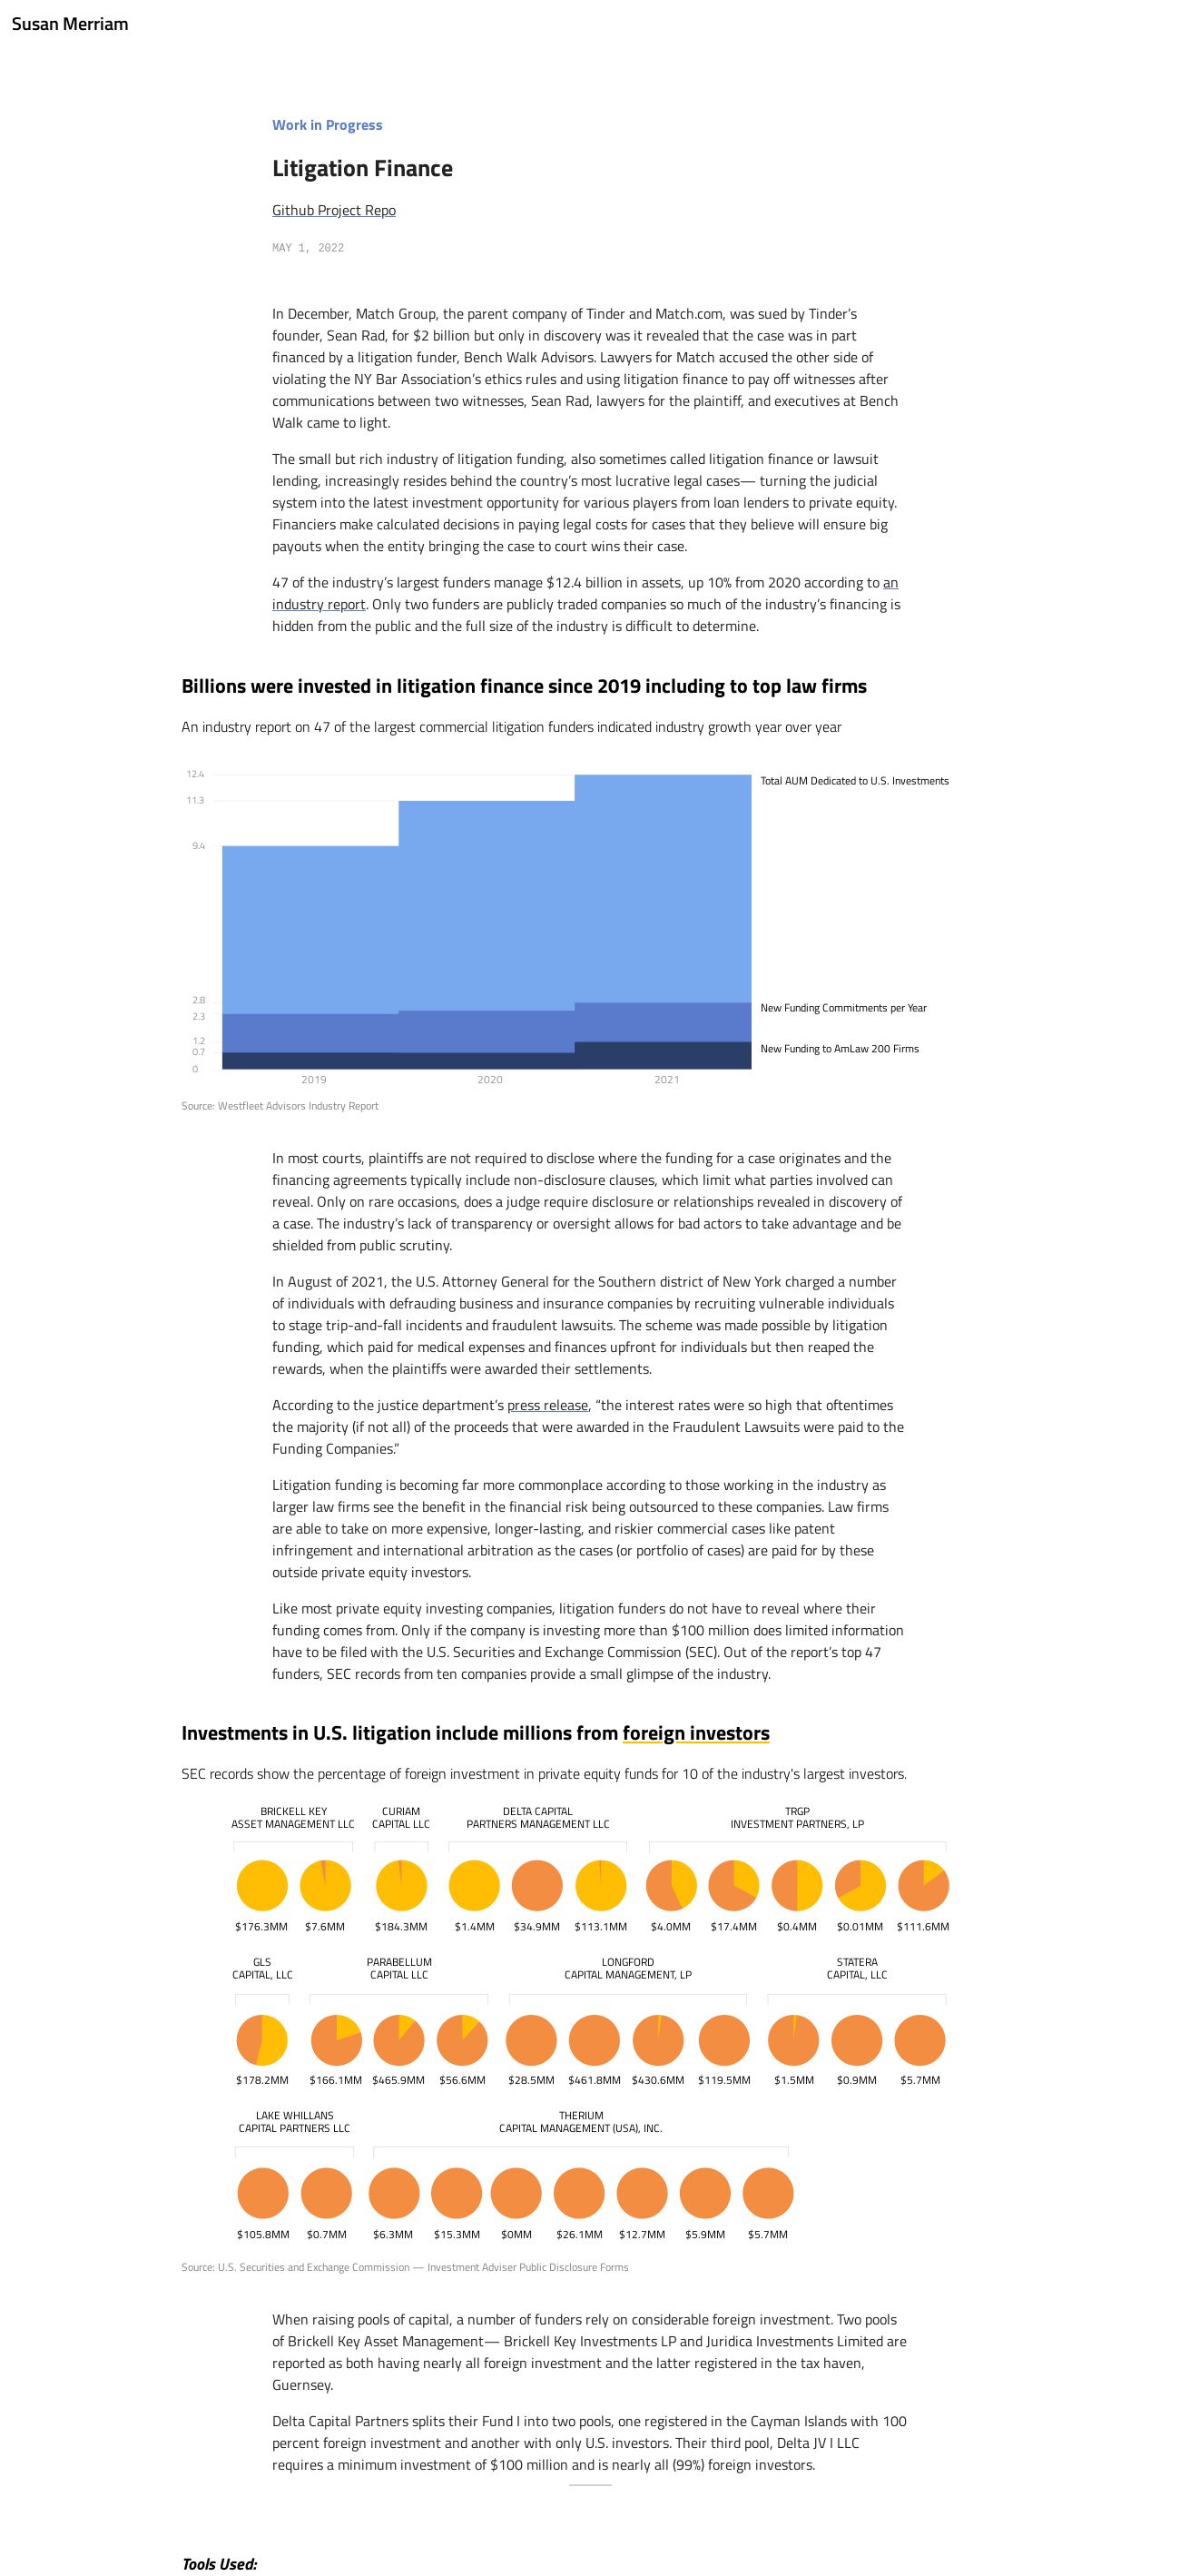 Susan Merriam
Work in Progress
Litigation Finance
Github Project Repo
MAY 1, 2022
In December, Match Group, the parent company of Tinder and Match.com, was sued by Tinder’s
founder, Sean Rad, for $2 billion but only in discovery was it revealed that the case was in part
financed by a litigation funder, Bench Walk Advisors. Lawyers for Match accused the other side of
violating the NY Bar Association’s ethics rules and using litigation finance to pay off witnesses after
communications between two witnesses, Sean Rad, lawyers for the plaintiff, and executives at Bench
Walk came to light.
The small but rich industry of litigation funding, also sometimes called litigation finance or lawsuit
lending, increasingly resides behind the country’s most lucrative legal cases— turning the judicial
system into the latest investment opportunity for various players from loan lenders to private equity.
Financiers make calculated decisions in paying legal costs for cases that they believe will ensure big
payouts when the entity bringing the case to court wins their case.
47 of the industry’s largest funders manage $12.4 billion in assets, up 10% from 2020 according to an
industry report. Only two funders are publicly traded companies so much of the industry’s financing is
hidden from the public and the full size of the industry is difficult to determine.
Billions were invested in litigation finance since 2019 including to top law firms
An industry report on 47 of the largest commercial litigation funders indicated industry growth year over year
12.4
Total AUM Dedicated to U.S. Investments
11.3
9.4
2.8
New Funding Commitments per Year
2.3
1.2
New Funding to AmLaw 200 Firms
0.7
0
2019 2020 2021
Source: Westfleet Advisors Industry Report
In most courts, plaintiffs are not required to disclose where the funding for a case originates and the
financing agreements typically include non-disclosure clauses, which limit what parties involved can
reveal. Only on rare occasions, does a judge require disclosure or relationships revealed in discovery of
a case. The industry’s lack of transparency or oversight allows for bad actors to take advantage and be
shielded from public scrutiny.
In August of 2021, the U.S. Attorney General for the Southern district of New York charged a number
of individuals with defrauding business and insurance companies by recruiting vulnerable individuals
to stage trip-and-fall incidents and fraudulent lawsuits. The scheme was made possible by litigation
funding, which paid for medical expenses and finances upfront for individuals but then reaped the
rewards, when the plaintiffs were awarded their settlements.
According to the justice department’s press release, “the interest rates were so high that oftentimes
the majority (if not all) of the proceeds that were awarded in the Fraudulent Lawsuits were paid to the
Funding Companies.”
Litigation funding is becoming far more commonplace according to those working in the industry as
larger law firms see the benefit in the financial risk being outsourced to these companies. Law firms
are able to take on more expensive, longer-lasting, and riskier commercial cases like patent
infringement and international arbitration as the cases (or portfolio of cases) are paid for by these
outside private equity investors.
Like most private equity investing companies, litigation funders do not have to reveal where their
funding comes from. Only if the company is investing more than $100 million does limited information
have to be filed with the U.S. Securities and Exchange Commission (SEC). Out of the report’s top 47
funders, SEC records from ten companies provide a small glimpse of the industry.
Investments in U.S. litigation include millions from foreign investors
SEC records show the percentage of foreign investment in private equity funds for 10 of the industry's largest investors.
BRICKELL KEY CURIAM DELTA CAPITAL TRGP
ASSET MANAGEMENT LLC CAPITAL LLC PARTNERS MANAGEMENT LLC INVESTMENT PARTNERS, LP
$176.3MM $7.6MM $184.3MM $1.4MM $34.9MM $113.1MM $4.0MM $17.4MM $0.4MM $0.01MM $111.6MM
GLS PARABELLUM LONGFORD STATERA
CAPITAL, LLC CAPITAL LLC CAPITAL MANAGEMENT, LP CAPITAL, LLC
$178.2MM $166.1MM $465.9MM $56.6MM $28.5MM $461.8MM $430.6MM $119.5MM $1.5MM $0.9MM $5.7MM
LAKE WHILLANS THERIUM
CAPITAL PARTNERS LLC CAPITAL MANAGEMENT (USA), INC.
$105.8MM $0.7MM $6.3MM $15.3MM $0MM $26.1MM $12.7MM $5.9MM $5.7MM
Source: U.S. Securities and Exchange Commission — Investment Adviser Public Disclosure Forms
When raising pools of capital, a number of funders rely on considerable foreign investment. Two pools
of Brickell Key Asset Management— Brickell Key Investments LP and Juridica Investments Limited are
reported as both having nearly all foreign investment and the latter registered in the tax haven,
Guernsey.
Delta Capital Partners splits their Fund I into two pools, one registered in the Cayman Islands with 100
percent foreign investment and another with only U.S. investors. Their third pool, Delta JV I LLC
requires a minimum investment of $100 million and is nearly all (99%) foreign investors.
Tools Used: